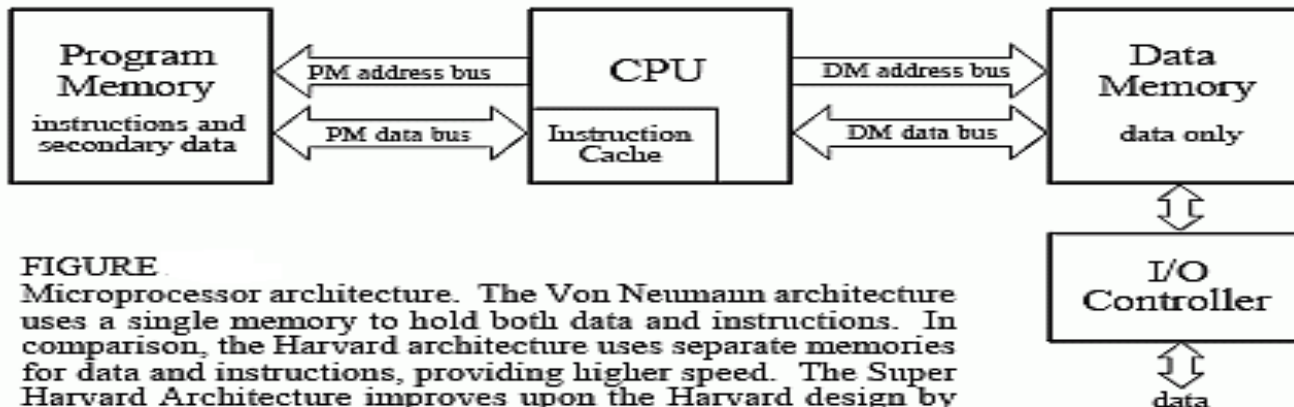 Program
Memory
instructions and
secondary data
PM address bus
PM data bus
CPU
Instruction
Cache
DM address bus
DM data bus
Data
Memory
data only
I/O
Controller
data
FIGURE
Microprocessor architecture. The Von Neumann architecture
uses a single memory to hold both data and instructions. In
comparison, the Harvard architecture uses separate memories
for data and instructions, providing higher speed. The Super
Harvard Architecture improves upon the Harvard design by